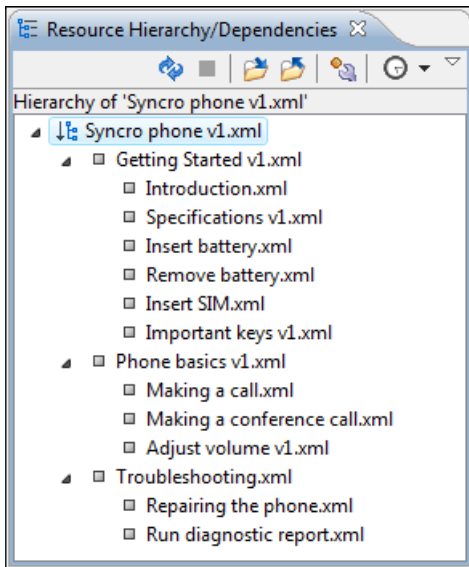 Resource Hierarchy/Dependencies
Hierarchy of 'Syncro phone v1.xml'
Syncro phone v1.xml
Getting Started v1.xml
Introduction.xml
Specifications v1.xml
Insert battery.xml
Remove battery.xml
Insert SIM.xml
Important keys v1.xml
Phone basics v1.xml
Making a call.xml
Making a conference call.xml
Adjust volume v1.xml
Troubleshooting.xml
Repairing the phone.xml
Run diagnostic report.xml